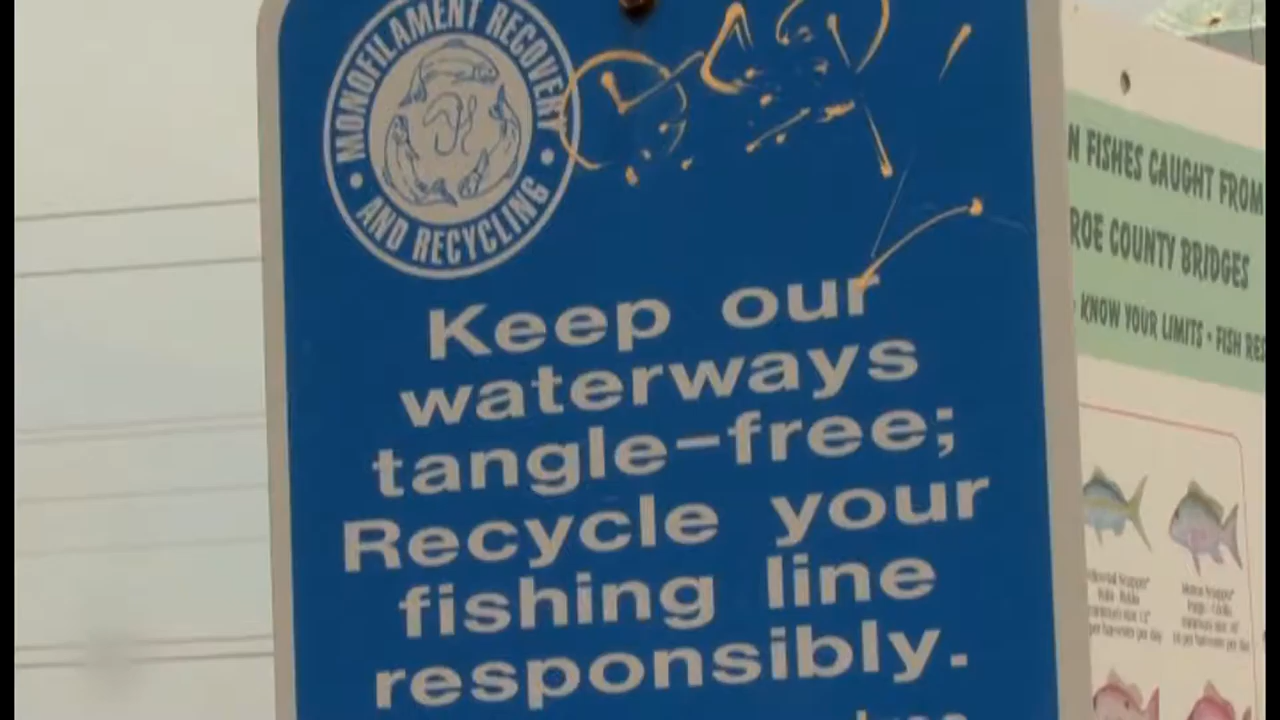 MONOFILAMENT RECOVERY
AND RECYCLING
Keep our
waterways
tangle-free;
Recycle your
fishing line
responsibly.
N FISHES CAUGHT FROM
ROE COUNTY BRIDGES
KNOW YOUR LIMITS • FISH RES